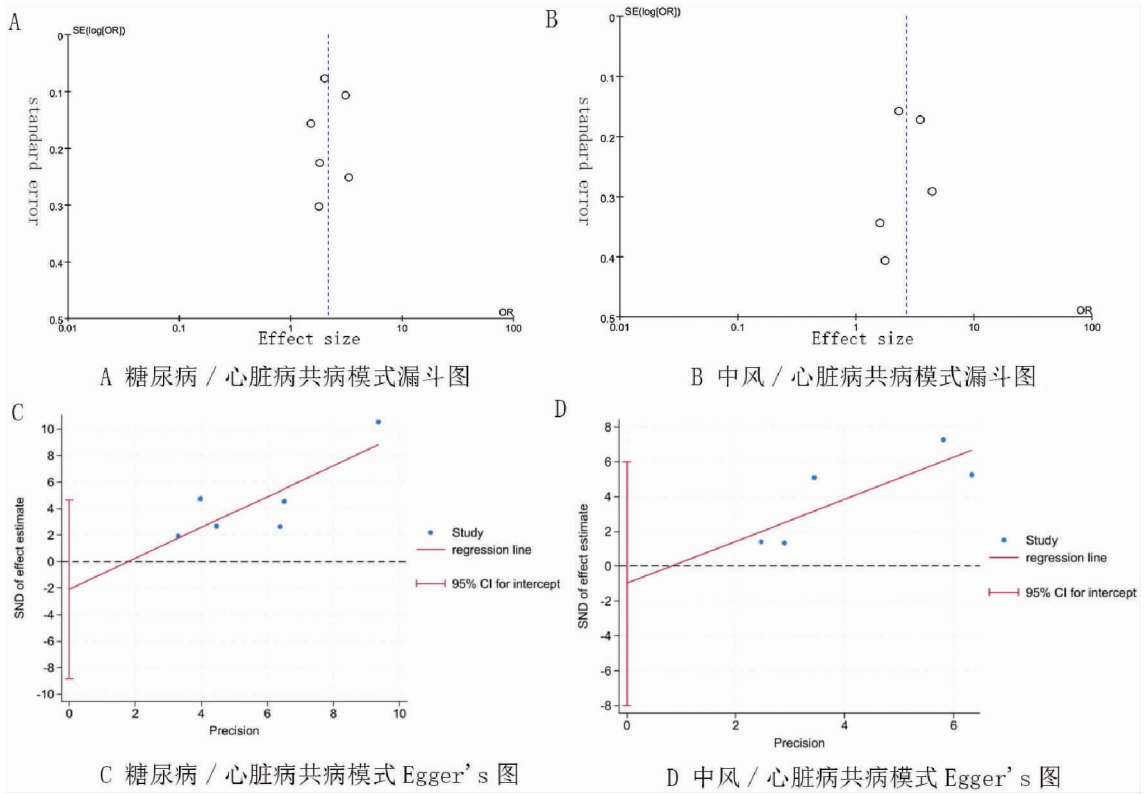 A
SE(log[OR])
0
0.1
0.2
0.3
0.4
0.5
standard error
0.01
0.1
1
10
100
OR
Effect size
A 糖尿病 / 心脏病共病模式漏斗图
B
SE(log[OR])
0
0.1
0.2
0.3
0.4
0.5
standard error
0.01
0.1
1
10
100
OR
Effect size
B 中风 / 心脏病共病模式漏斗图
C
10
8
6
4
2
0
-2
-4
-6
-8
-10
SND of effect estimate
0
2
4
6
8
10
Precision
Study
regression line
95% CI for intercept
C 糖尿病 / 心脏病共病模式 Egger's 图
D
8
6
4
2
0
-2
-4
-6
-8
SND of effect estimate
0
2
4
6
Precision
Study
regression line
95% CI for intercept
D 中风 / 心脏病共病模式 Egger's 图